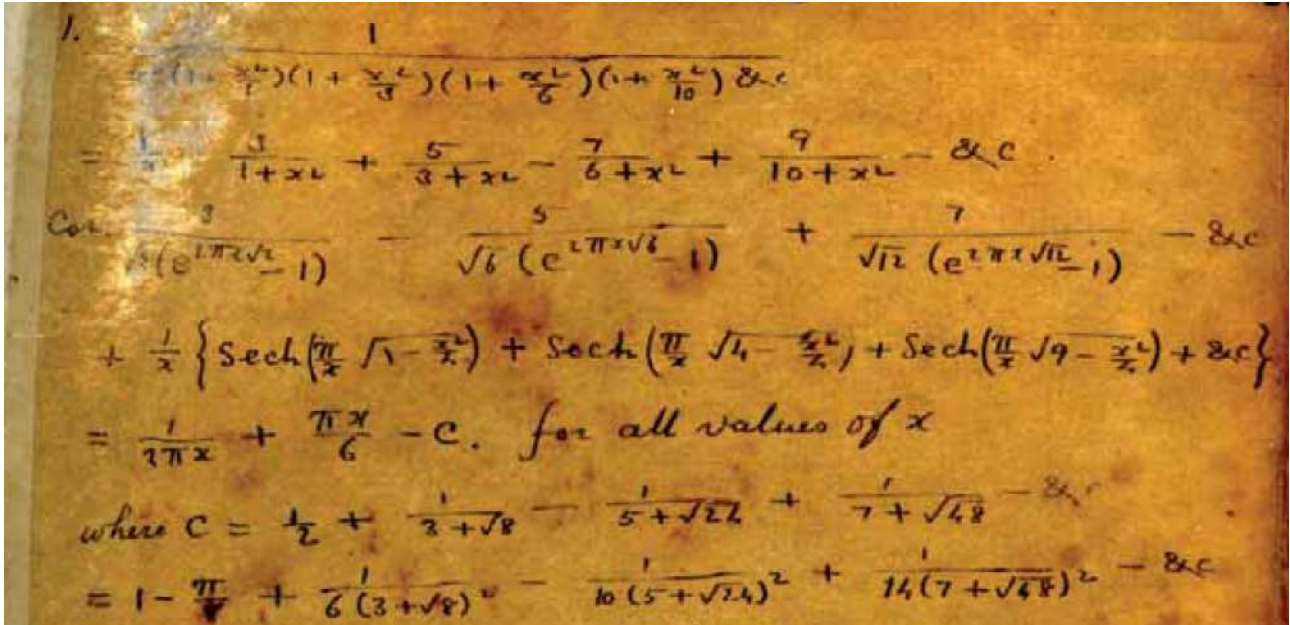 1. 1
(1 + x²/1)(1 + x²/3)(1 + x²/6)(1 + x²/10) &c
= 1/x 3/(1+x²) + 5/(3+x²) - 7/(6+x²) + 9/(10+x²) - &c.
Cor. 3/(√2(e^{2πx√2} - 1)) - 5/(√6(e^{2πx√6} - 1)) + 7/(√12(e^{2πx√12} - 1)) - &c
+ 1/x {Sech(π/x √(1 - x²/4)) + Sech(π/x √(4 - x²/4)) + Sech(π/x √(9 - x²/4)) + &c}
= 1/(2πx) + πx/6 - C. for all values of x
where C = 1/2 + 1/(3+√8) - 1/(5+√24) + 1/(7+√48) - &c
= 1 - π/8 + 1/(6(3+√8)²) - 1/(10(5+√24)²) + 1/(14(7+√48)²) - &c